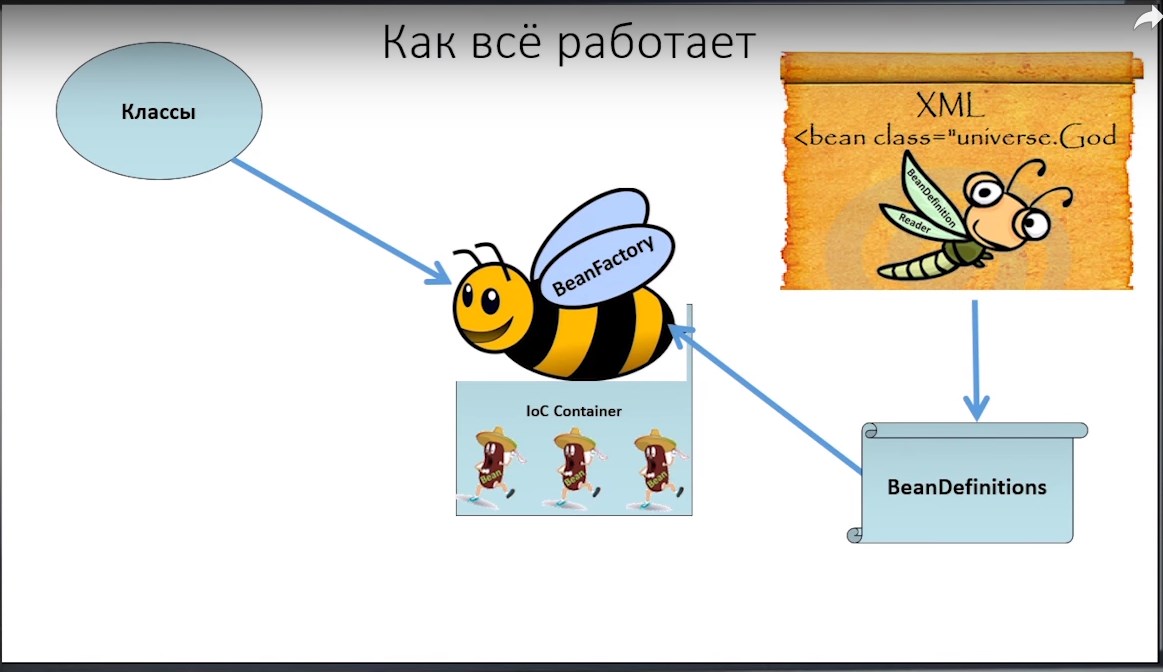 Как всё работает
Классы
XML
<bean class="universe.God
BeanDefinition
Reader
BeanFactory
IoC Container
Bean
Bean
Bean
BeanDefinitions